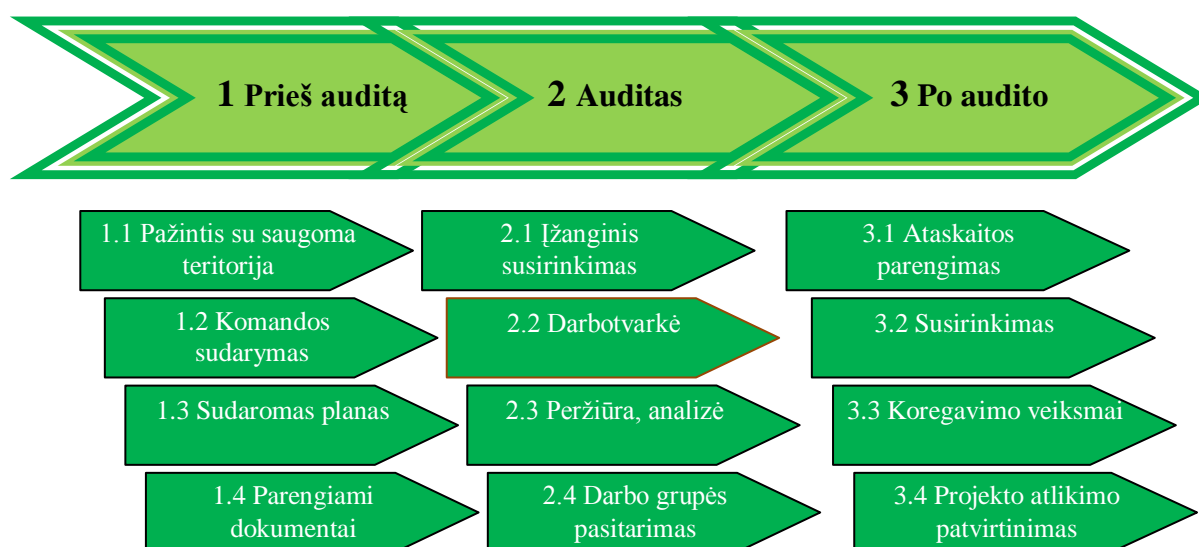 1 Prieš auditą
2 Auditas
3 Po audito
1.1 Pažintis su saugoma
teritorija
1.2 Komandos
sudarymas
1.3 Sudaromas planas
1.4 Parengiami
dokumentai
2.1 Įžanginis
susirinkimas
2.2 Darbotvarkė
2.3 Peržiūra, analizė
2.4 Darbo grupės
pasitarimas
3.1 Ataskaitos
parengimas
3.2 Susirinkimas
3.3 Koregavimo veiksmai
3.4 Projekto atlikimo
patvirtinimas